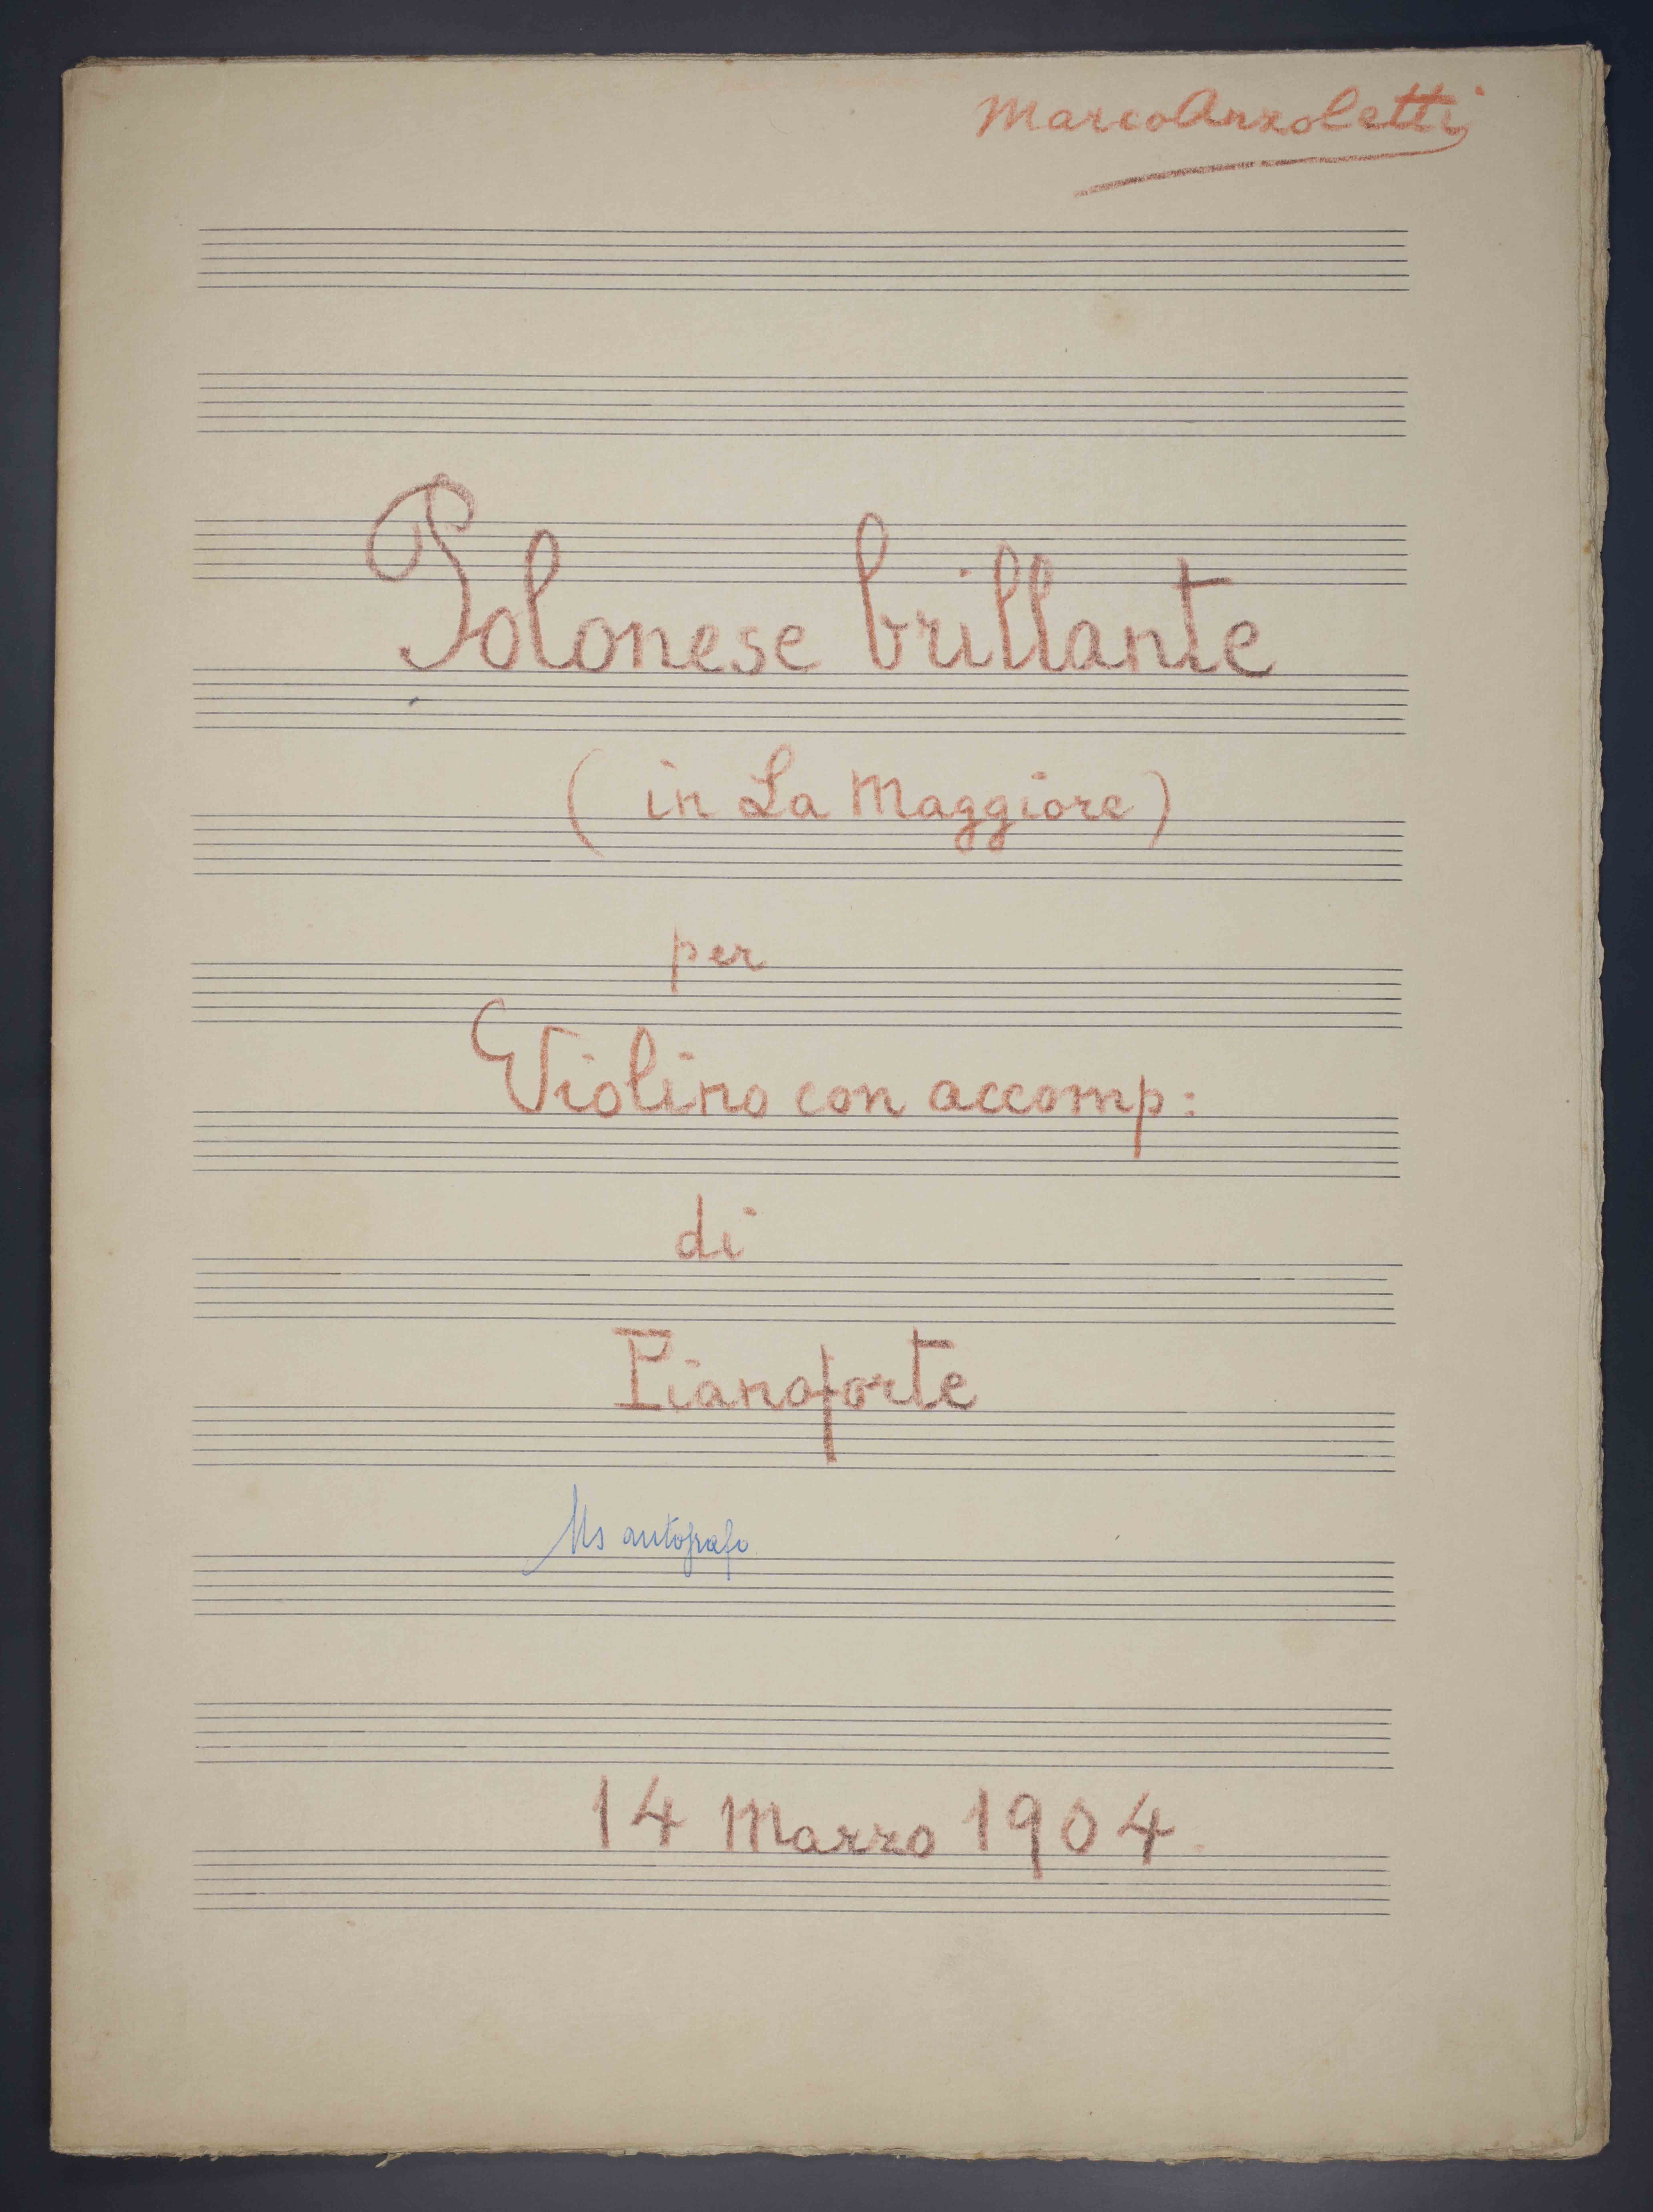 Marco Anzoletti
Polonese brillante
( in La Maggiore )
per
Violino con accomp:
di
Pianoforte
Ms autografo
14 Marzo 1904